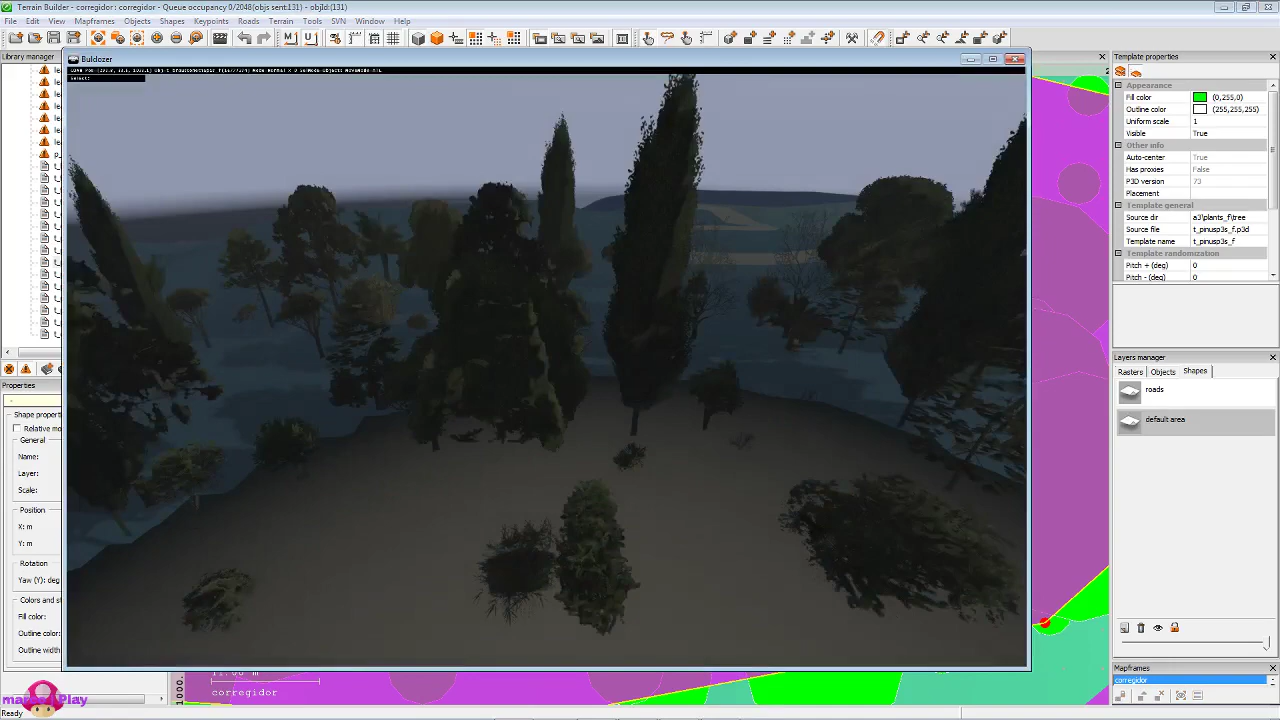 Terrain Builder - corregidor : corregidor - Queue occupancy 0/2048(objs sent:131) - objId:(131)
File Edit View Mapframes Objects Shapes Keypoints Roads Terrain Tools SVN Window Help
Library manager
Buldozer
Select:
Properties
Shape properties
Relative mo
General
Name:
Layer:
Scale:
Position
X: m
Y: m
Rotation
Yaw (Y): deg
Colors and s
Fill color:
Outline color:
Outline width
Template properties
Appearance
Fill color (0,255,0)
Outline color (255,255,255)
Uniform scale 1
Visible True
Other info
Auto-center True
Has proxies False
P3D version 73
Placement
Template general
Source dir a3\plants_f\tree
Source file t_pinusp3s_f.p3d
Template name t_pinusp3s_f
Template randomization
Pitch + (deg) 0
Pitch - (deg) 0
Layers manager
Rasters Objects Shapes
roads
default area
Mapframes
corregidor
1000.
corregidor
Play
Ready